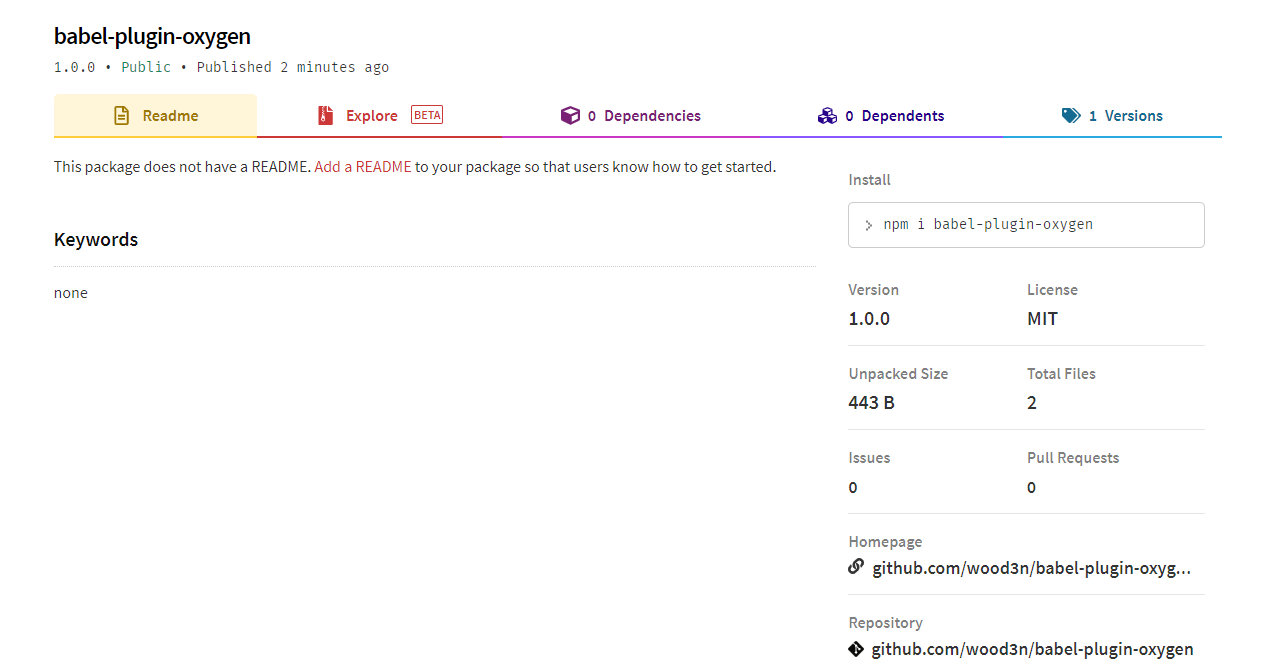 babel-plugin-oxygen
1.0.0 • Public • Published 2 minutes ago
Readme
Explore BETA
0 Dependencies
0 Dependents
1 Versions
This package does not have a README. Add a README to your package so that users know how to get started.
Keywords
none
Install
> npm i babel-plugin-oxygen
Version
License
1.0.0
MIT
Unpacked Size
Total Files
443 B
2
Issues
Pull Requests
0
0
Homepage
github.com/wood3n/babel-plugin-oxyg...
Repository
github.com/wood3n/babel-plugin-oxygen